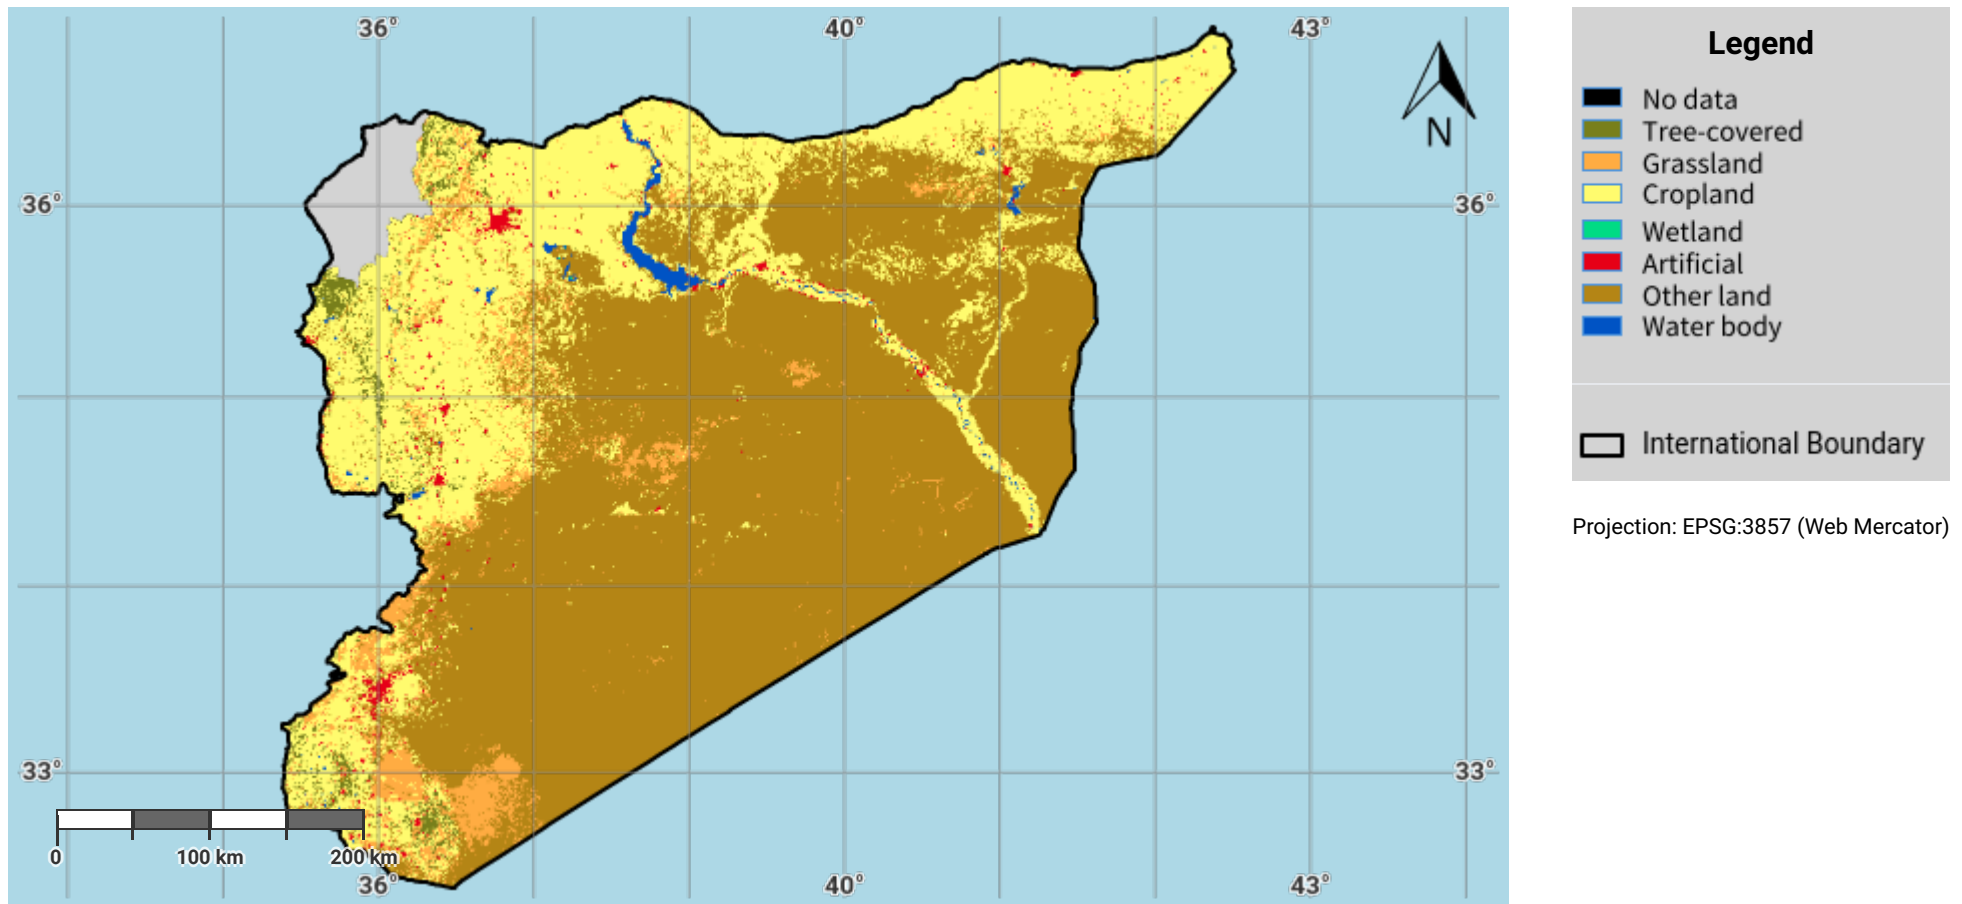 36° 40° 43°
36° 36°
33° 33°
0 100 km 200 km
36° 40° 43°
N
Legend
No data
Tree-covered
Grassland
Cropland
Wetland
Artificial
Other land
Water body
International Boundary
Projection: EPSG:3857 (Web Mercator)